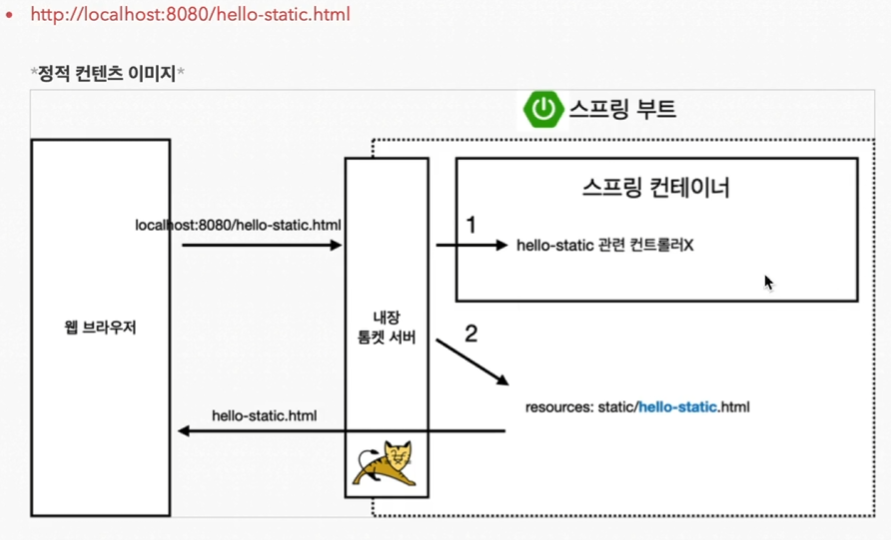 http://localhost:8080/hello-static.html
*정적 컨텐츠 이미지*
스프링 부트
스프링 컨테이너
localhost:8080/hello-static.html
1
hello-static 관련 컨트롤러X
웹 브라우저
내장
톰켓 서버
2
resources: static/hello-static.html
hello-static.html